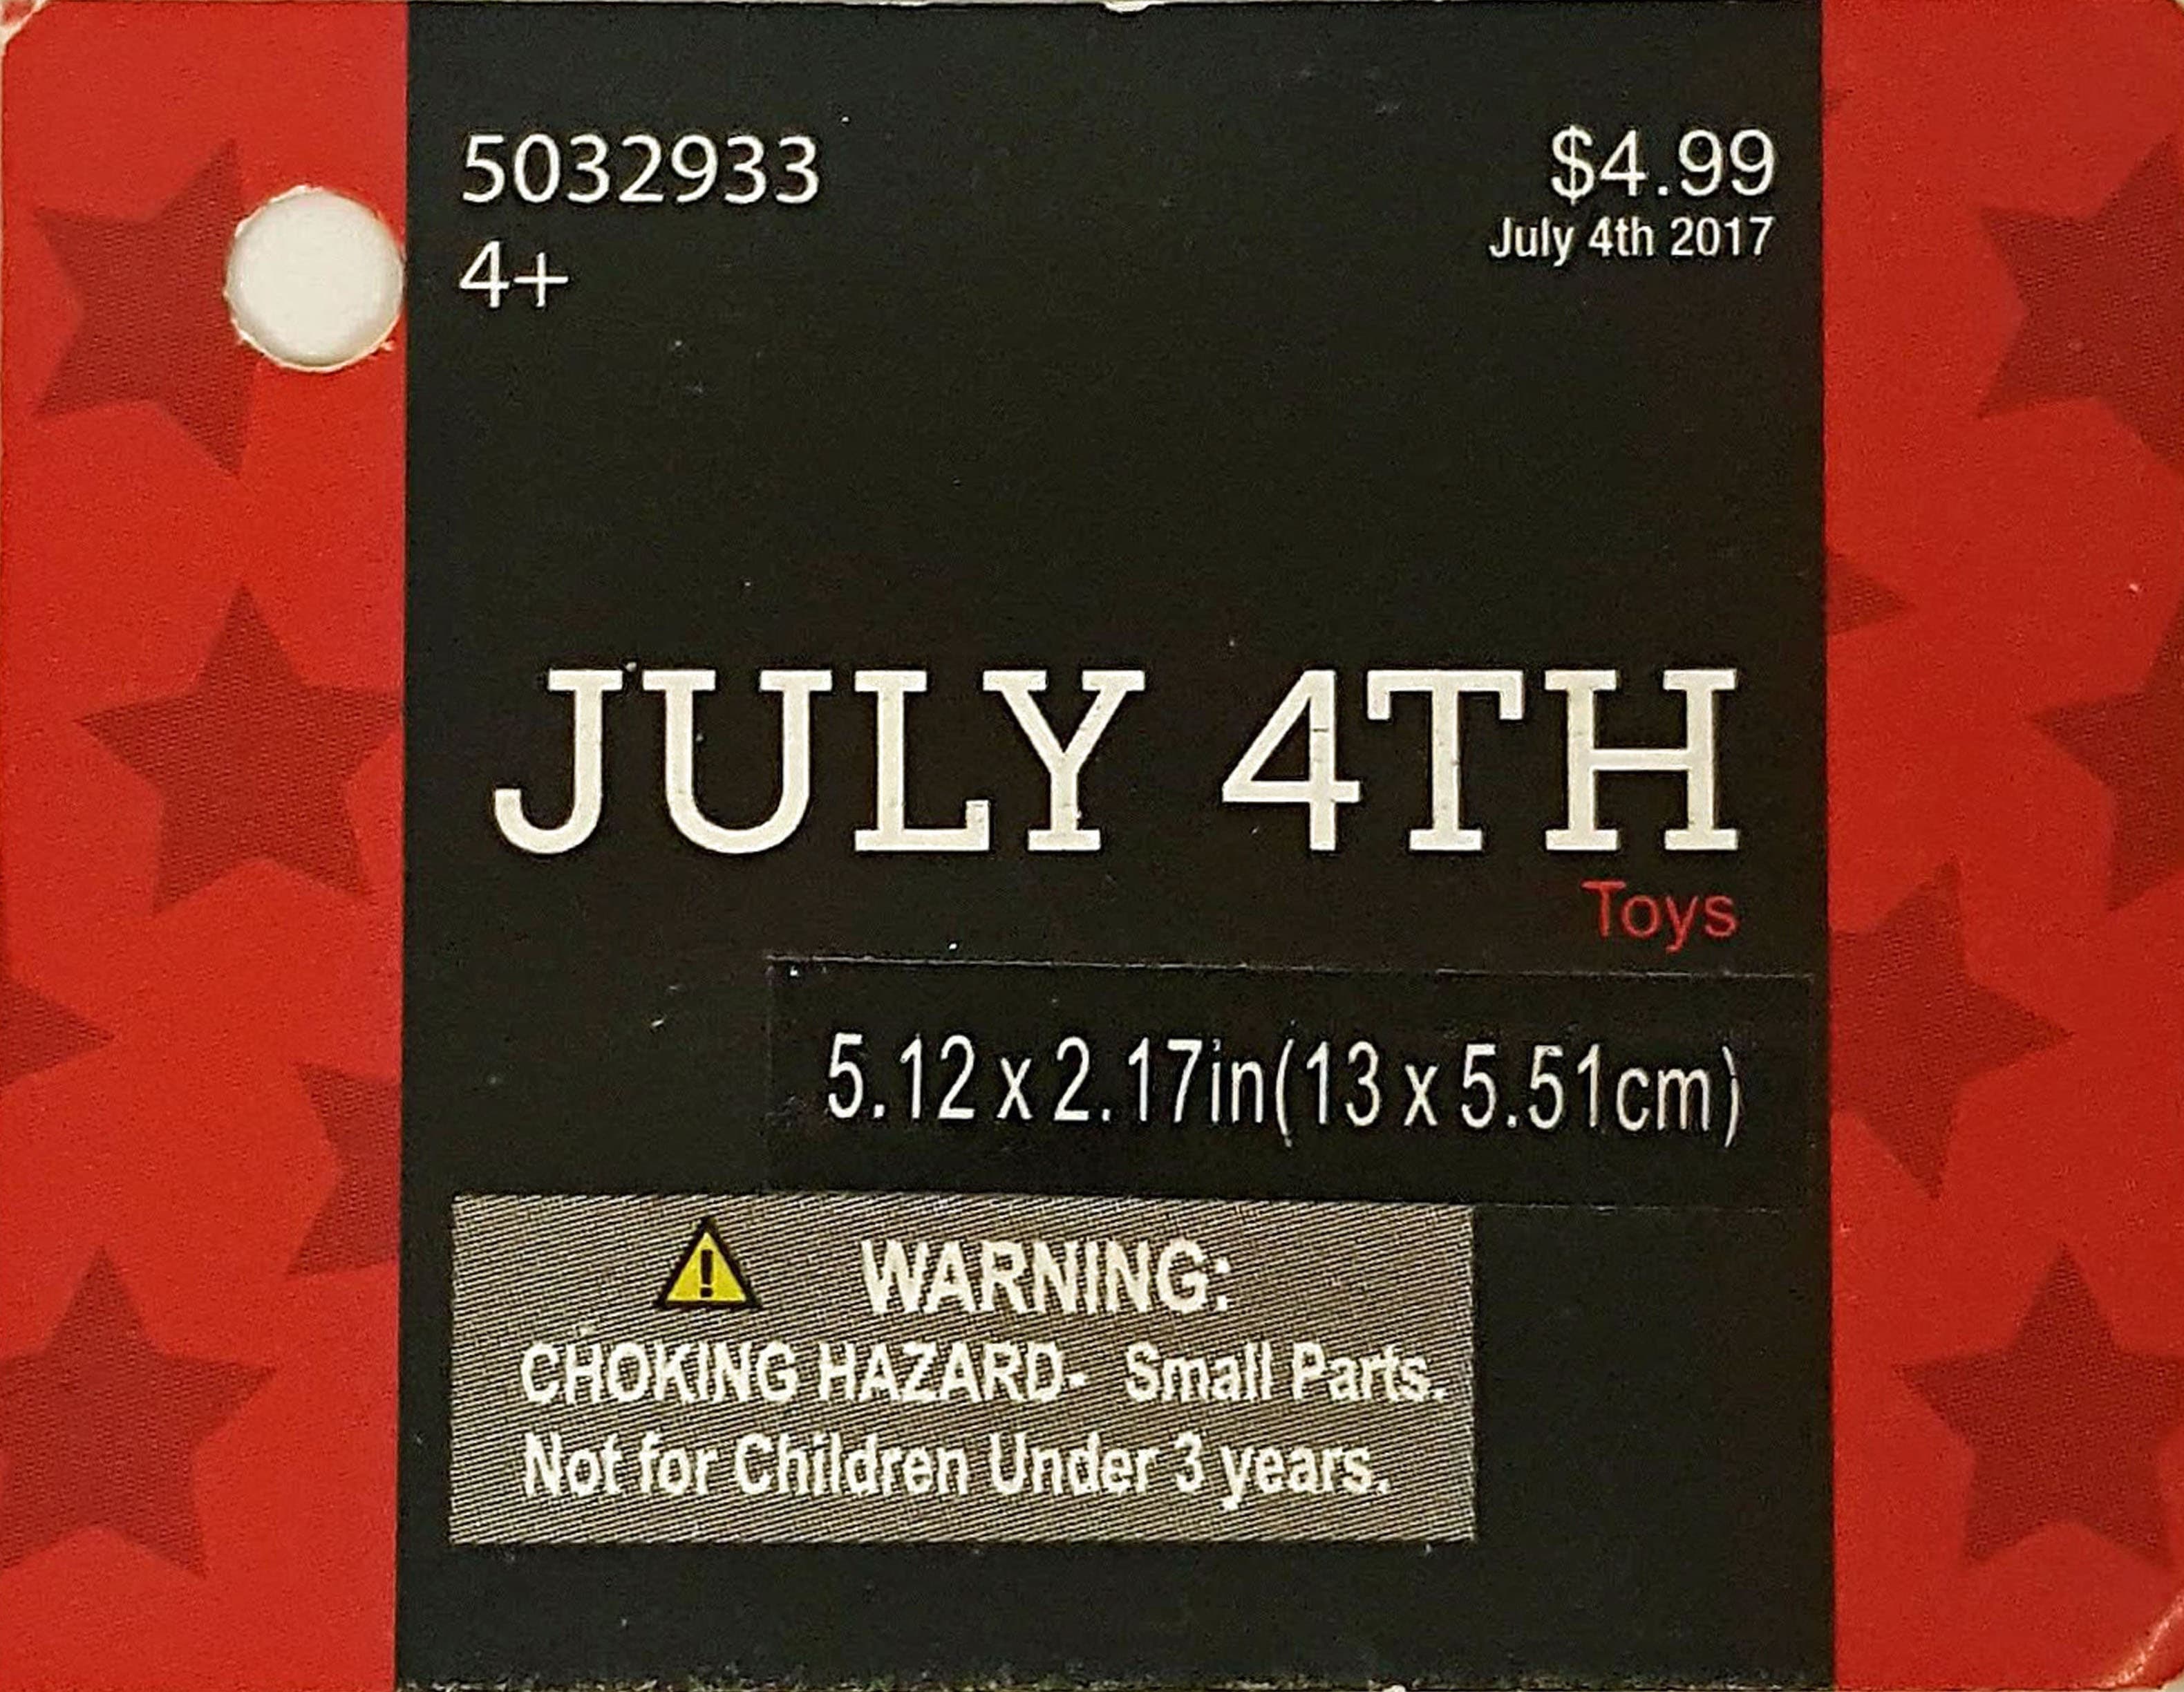 5032933
$4.99
4+
July 4th 2017
JULY 4TH
Toys
5.12 x 2.17in(13 x 5.51cm)
WARNING:
CHOKING HAZARD- Small Parts.
Not for Children Under 3 years.